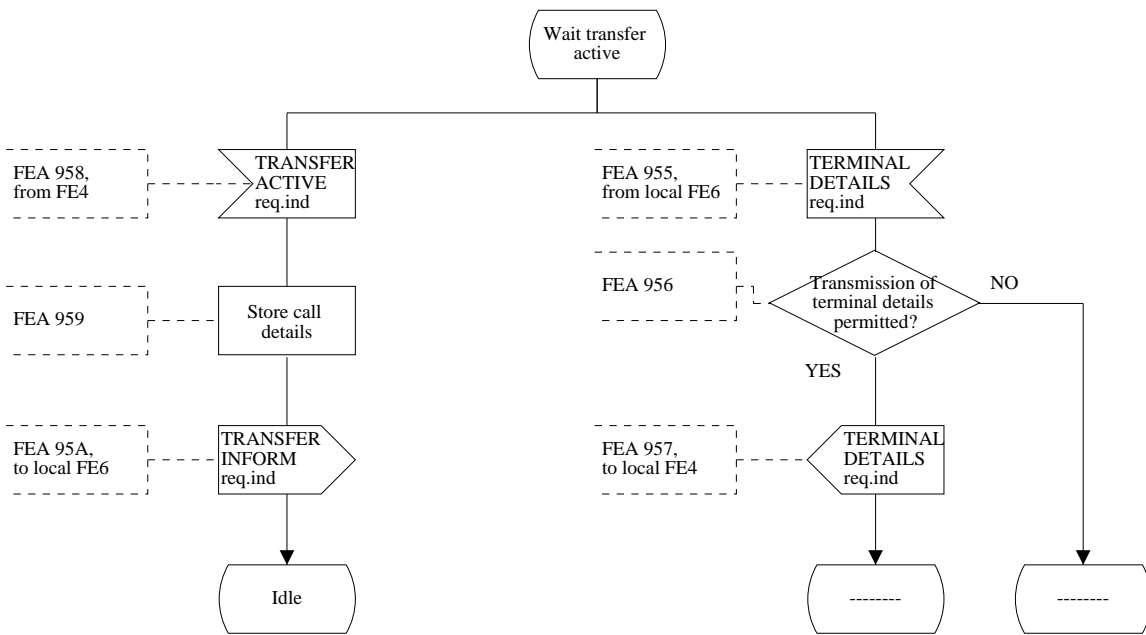 Wait transfer
active
FEA 958,
from FE4
TRANSFER
ACTIVE
req.ind
FEA 955,
from local FE6
TERMINAL
DETAILS
req.ind
FEA 959
Store call
details
FEA 956
Transmission of
terminal details
permitted?
NO
YES
FEA 95A,
to local FE6
TRANSFER
INFORM
req.ind
FEA 957,
to local FE4
TERMINAL
DETAILS
req.ind
Idle
--------
--------